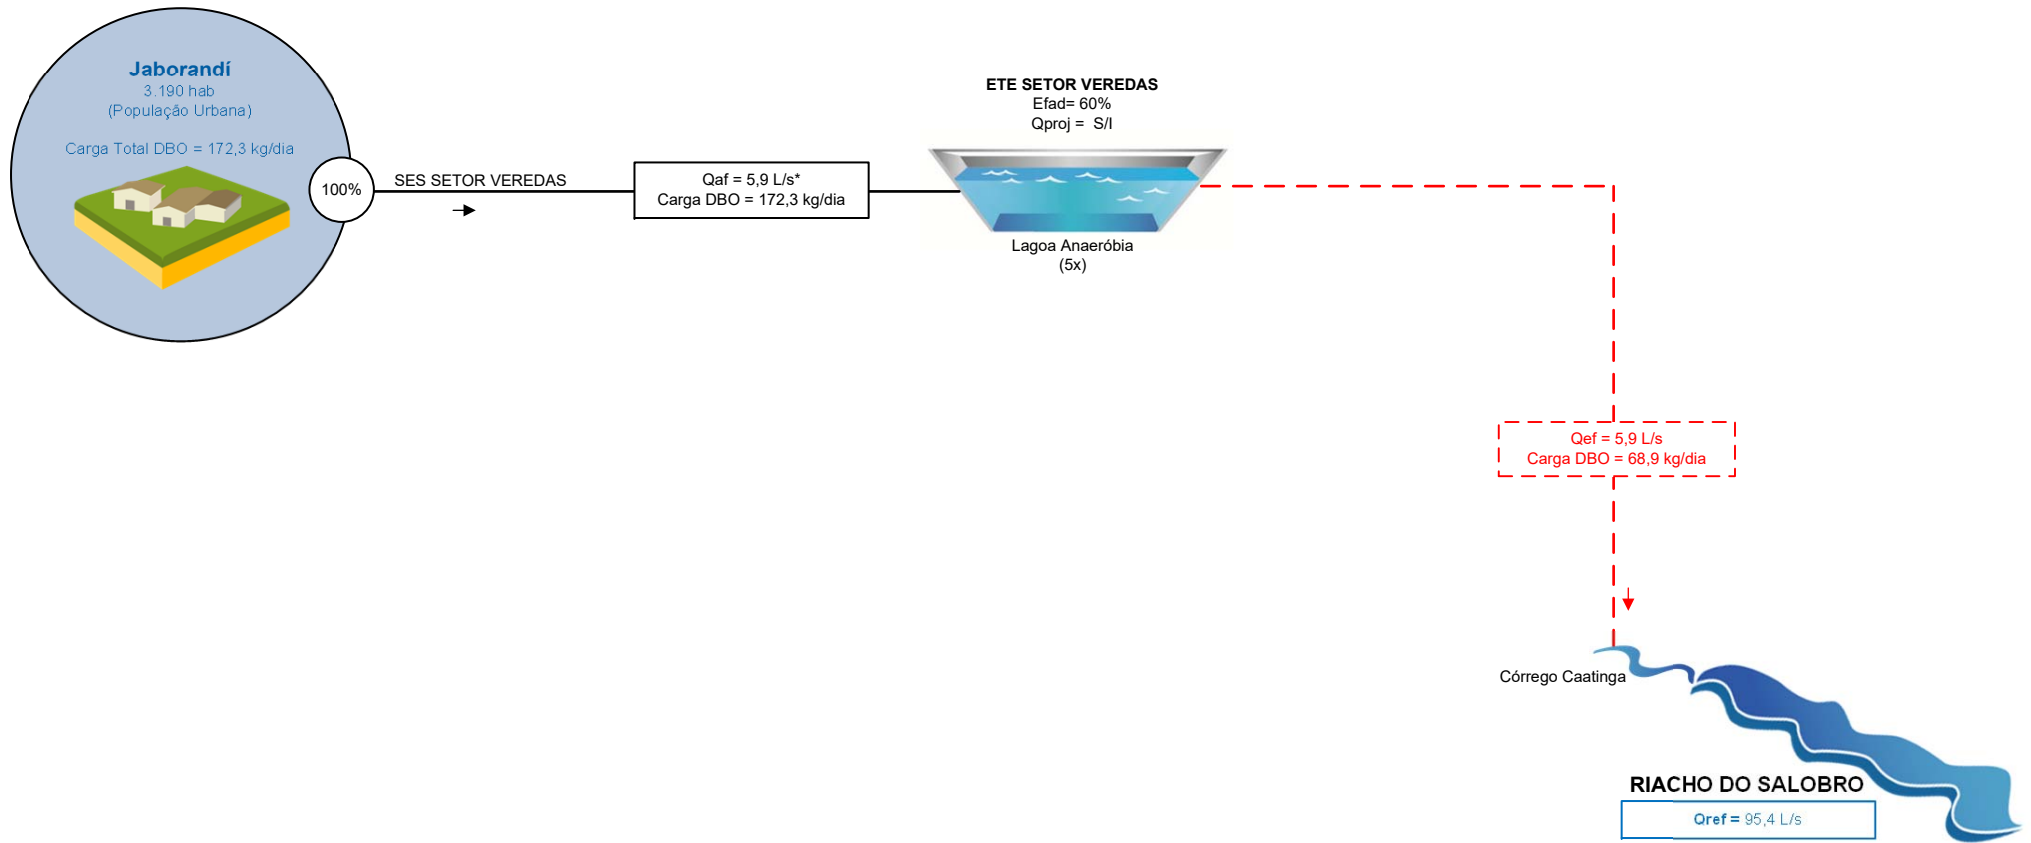 Jaborandí
3.190 hab
(População Urbana)
Carga Total DBO = 172,3 kg/dia
100%
SES SETOR VEREDAS
Qaf = 5,9 L/s*
Carga DBO = 172,3 kg/dia
ETE SETOR VEREDAS
Efad= 60%
Qproj = S/I
Lagoa Anaeróbia
(5x)
Qef = 5,9 L/s
Carga DBO = 68,9 kg/dia
Córrego Caatinga
RIACHO DO SALOBRO
Qref = 95,4 L/s